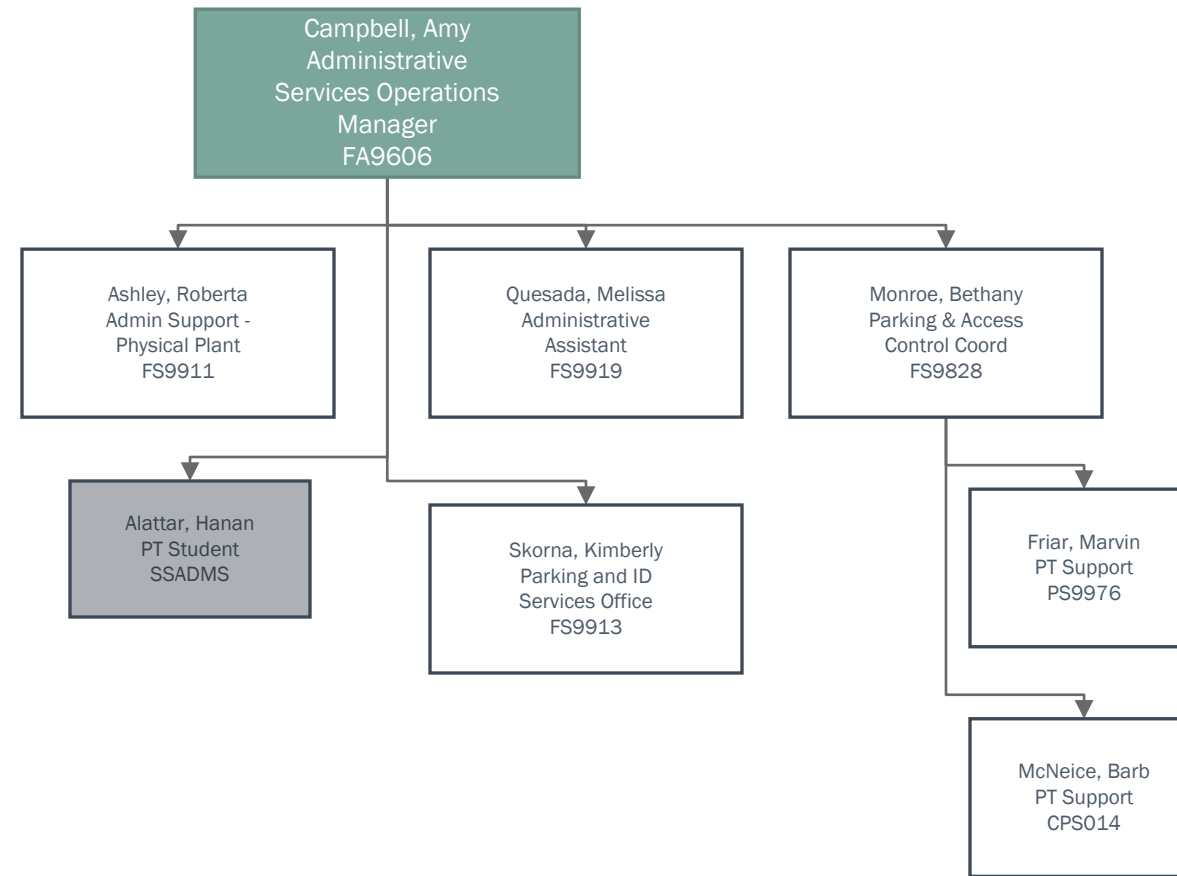 Campbell, Amy
Administrative
Services Operations
Manager
FA9606
Ashley, Roberta
Admin Support -
Physical Plant
FS9911
Quesada, Melissa
Administrative
Assistant
FS9919
Monroe, Bethany
Parking & Access
Control Coord
FS9828
Alattar, Hanan
PT Student
SSADMS
Skorna, Kimberly
Parking and ID
Services Office
FS9913
Friar, Marvin
PT Support
PS9976
McNeice, Barb
PT Support
CPS014